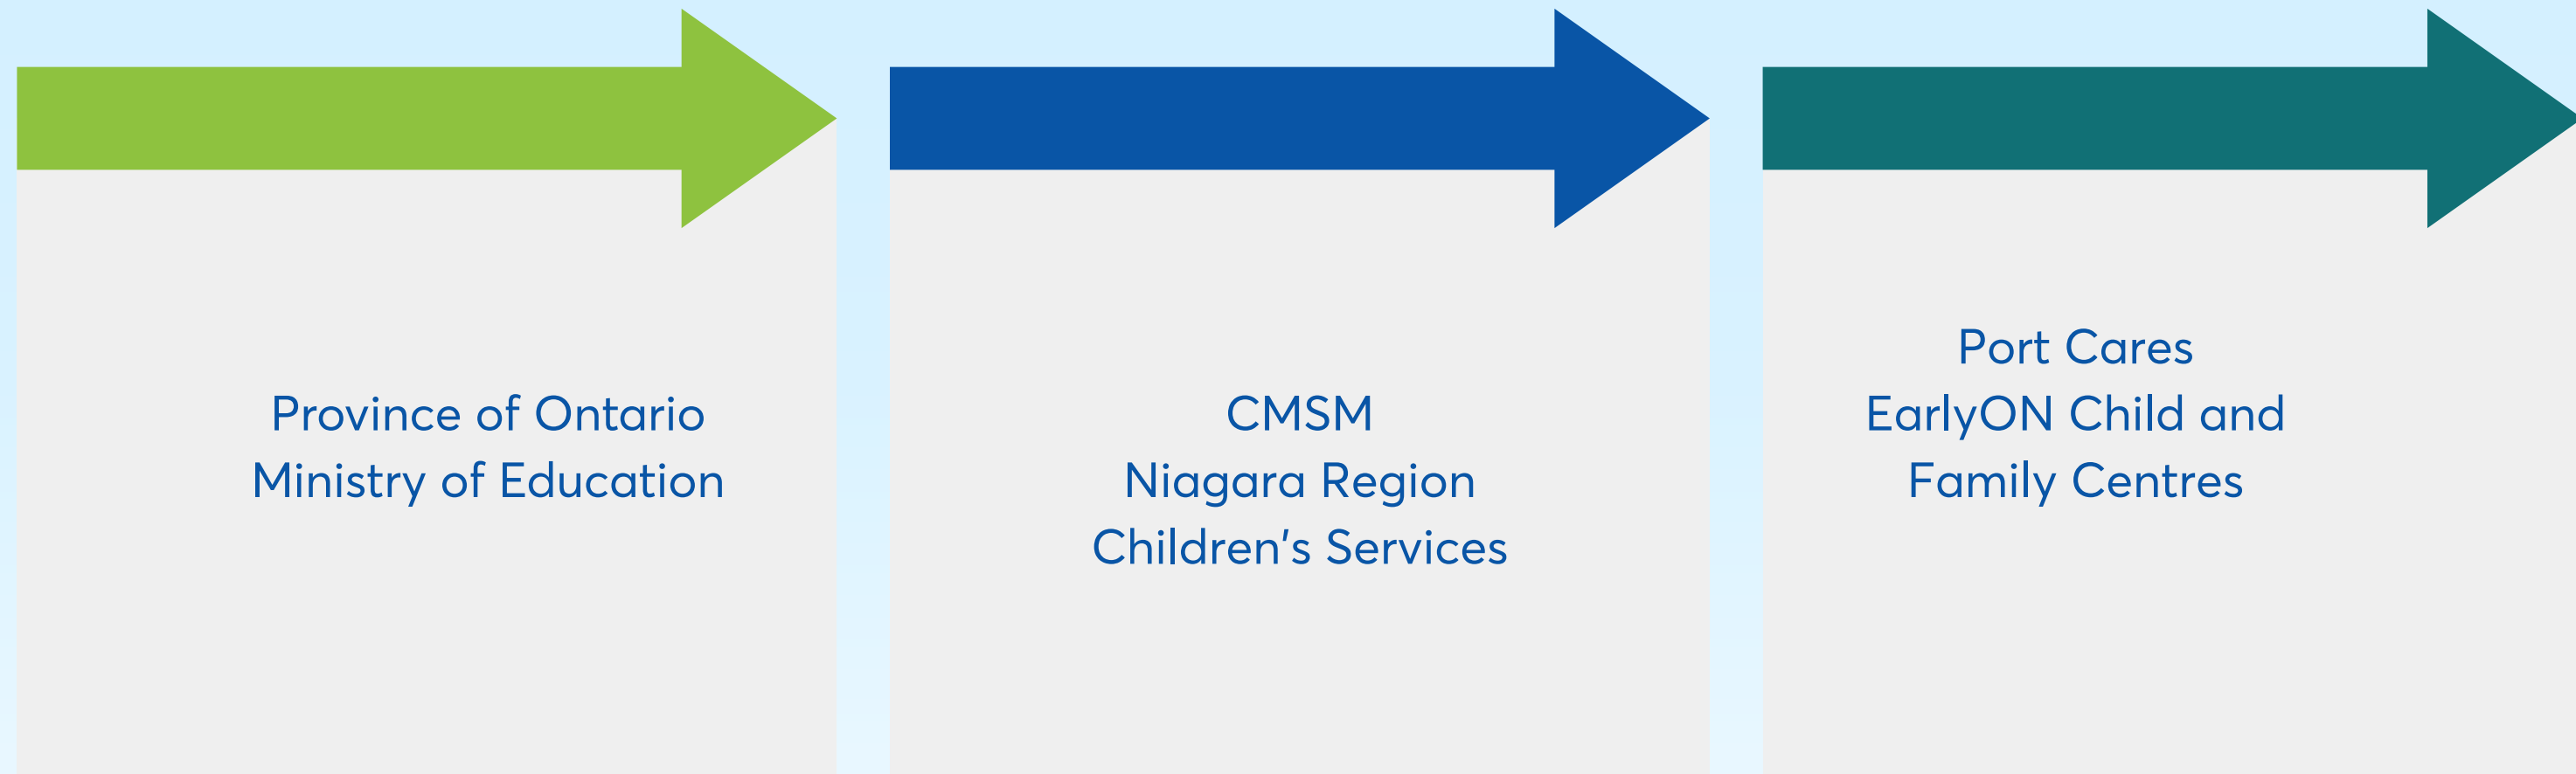 Province of Ontario
Ministry of Education
CMSM
Niagara Region
Children's Services
Port Cares
EarlyON Child and
Family Centres